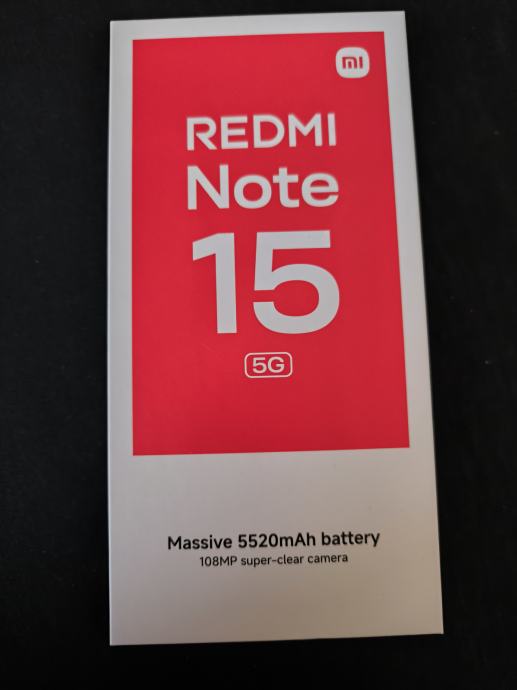 mi
REDMI
Note
15
5G
Massive 5520mAh battery
108MP super-clear camera